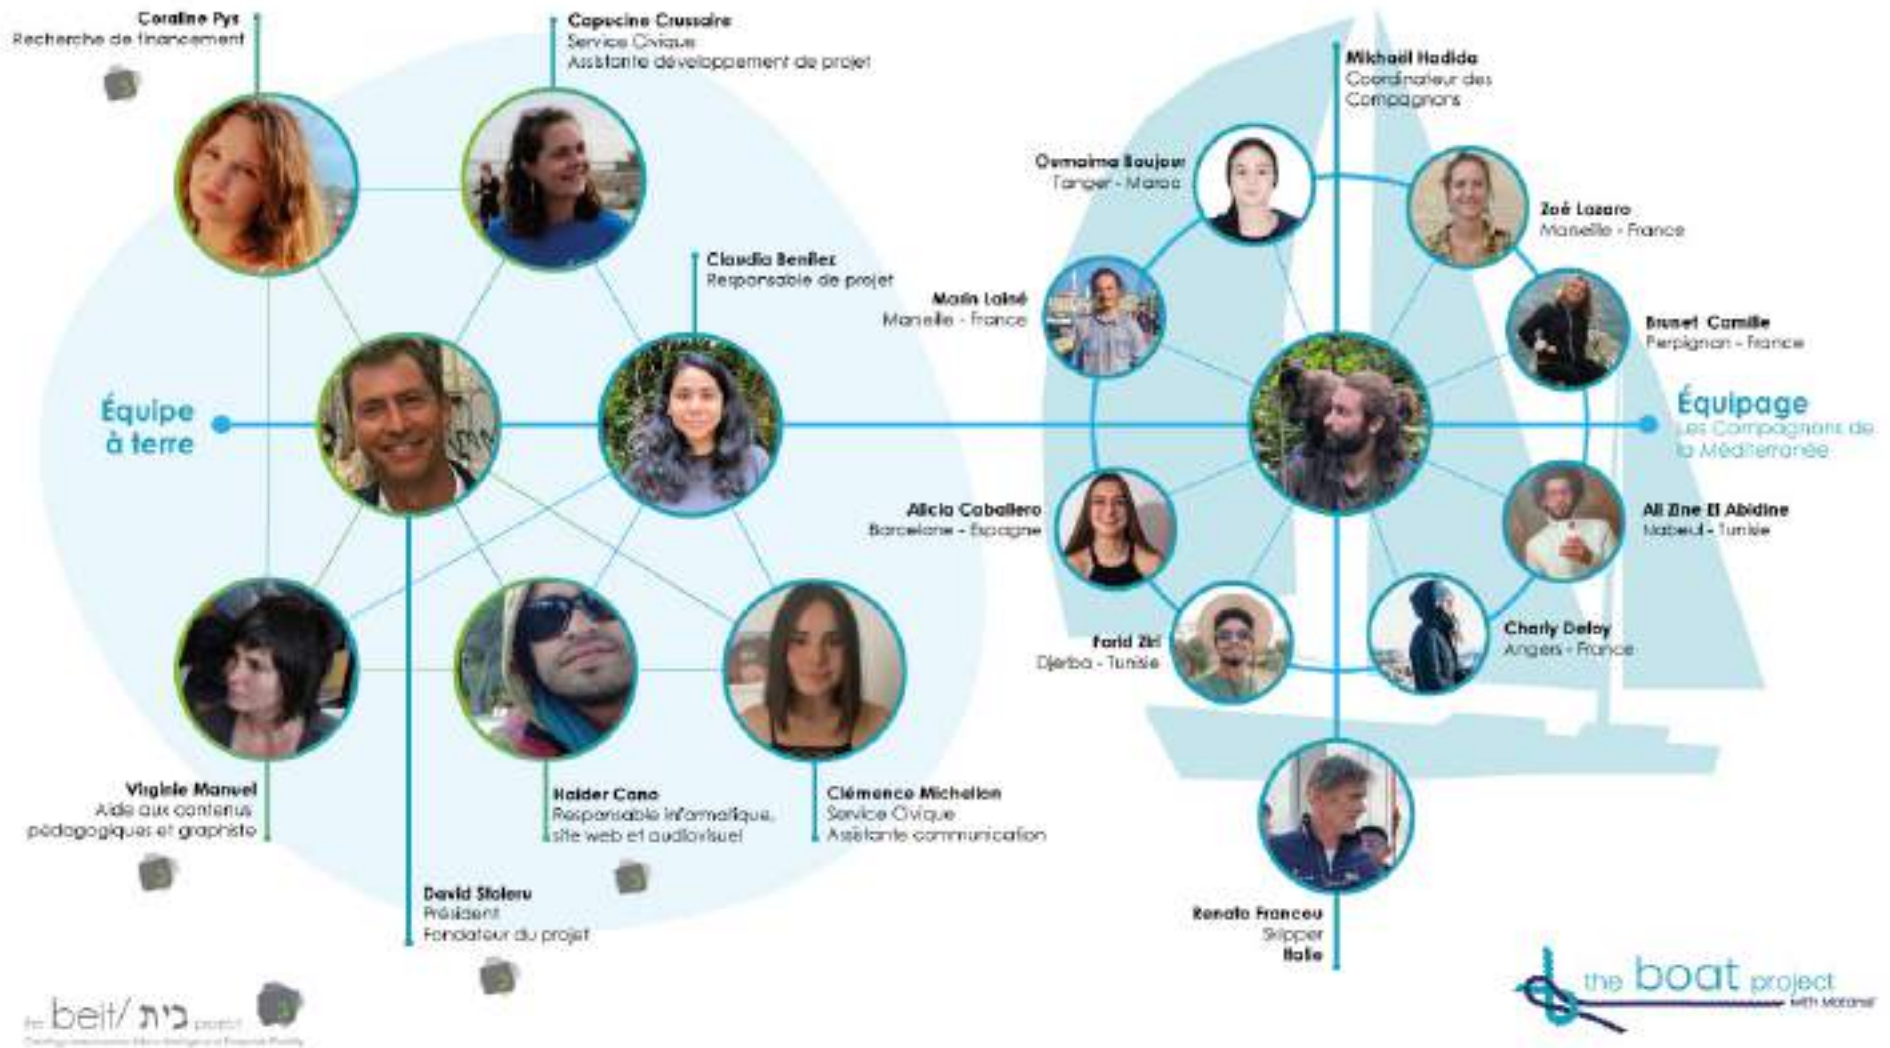 Coraline Pys
Recherche de financement
Capucine Crussaire
Service Civique
Assistante développement de projet
Claudia Benitez
Responsable de projet
Équipe
à terre
Virginie Manuel
Aide aux contenus
pédagogiques et graphiste
Haider Cano
Responsable informatique,
site web et audiovisuel
Clémence Michellon
Service Civique
Assistante communication
David Stoleru
Président
Fondateur du projet
Mikhaël Hadida
Coordinateur des
Compagnons
Oumaima Boujour
Tanger - Maroc
Zoé Lazaro
Marseille - France
Marin Lainé
Marseille - France
Brunet Camille
Perpignan - France
Équipage
Les Compagnons de
la Méditerranée
Alicia Caballero
Barcelone - Espagne
Ali Zine El Abidine
Nabeul - Tunisie
Farid Ziri
Djerba - Tunisie
Charly Deloy
Angers - France
Renato Franceu
Skipper
Italie
the beit/ בית project
the boat project
with Matanel